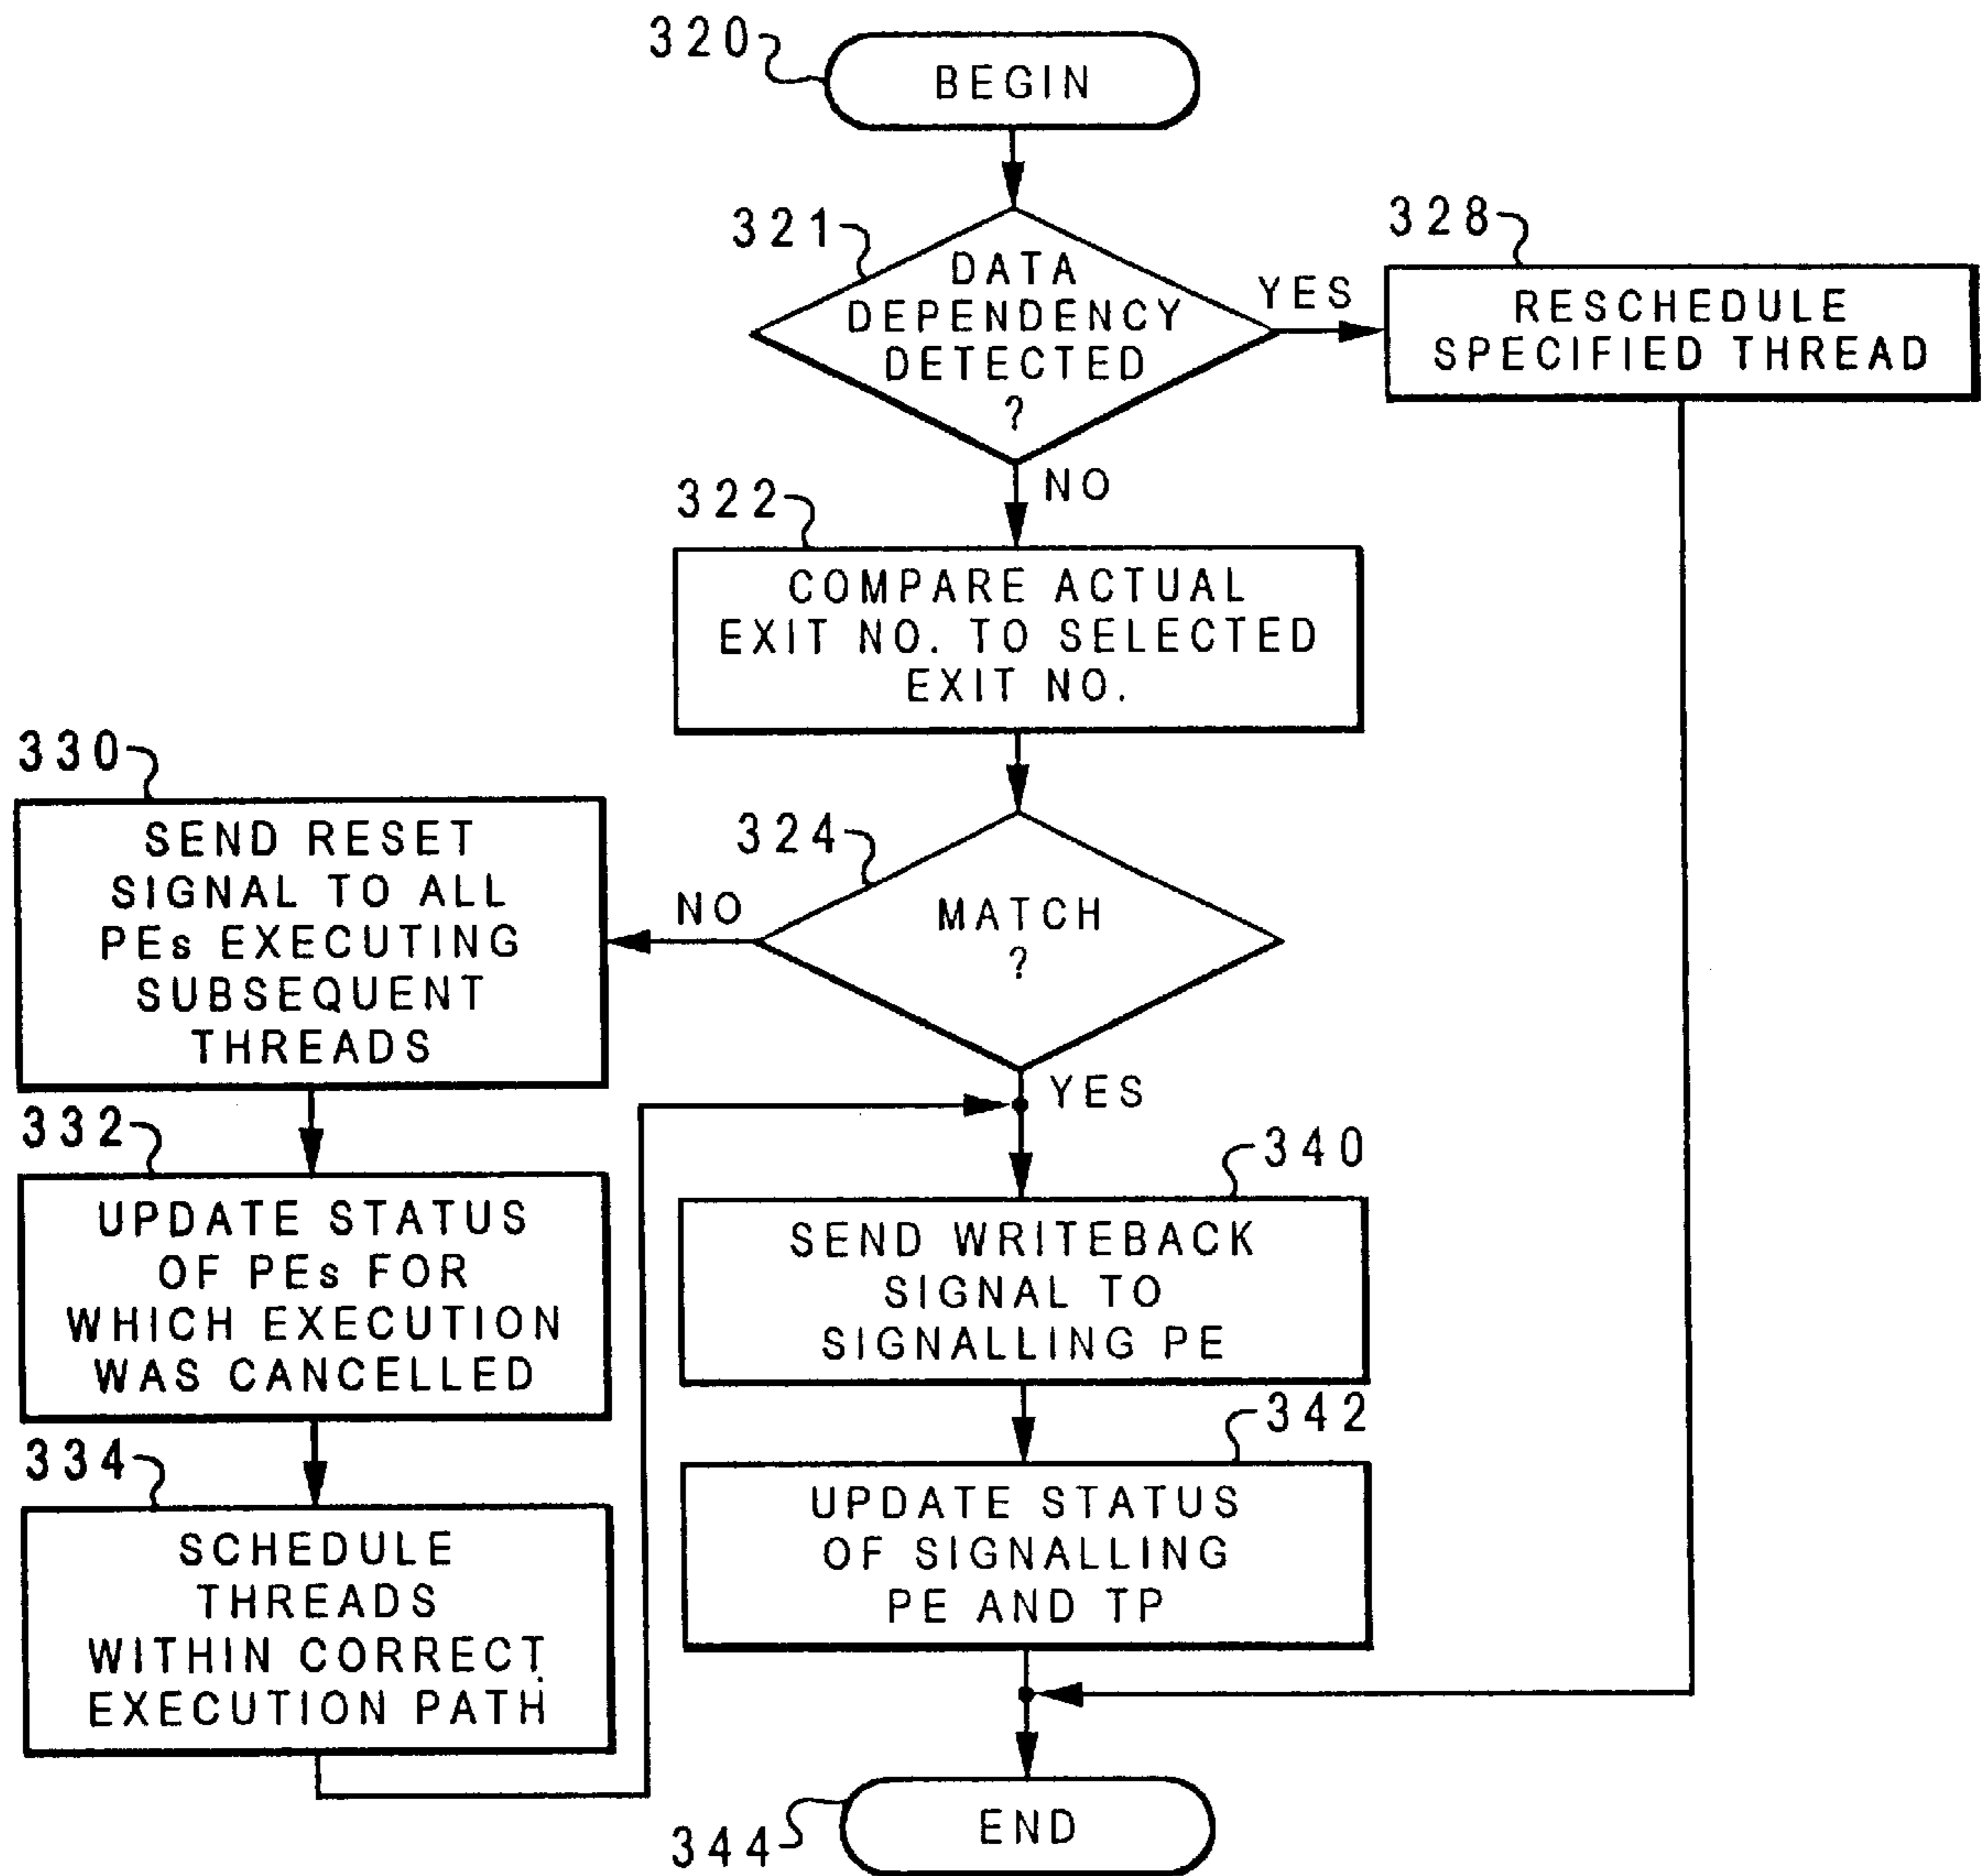 320
BEGIN
321
DATA
DEPENDENCY
DETECTED
?
YES
328
RESCHEDULE
SPECIFIED THREAD
NO
322
COMPARE ACTUAL
EXIT NO. TO SELECTED
EXIT NO.
324
MATCH
?
NO
YES
330
SEND RESET
SIGNAL TO ALL
PEs EXECUTING
SUBSEQUENT
THREADS
332
UPDATE STATUS
OF PEs FOR
WHICH EXECUTION
WAS CANCELLED
334
SCHEDULE
THREADS
WITHIN CORRECT
EXECUTION PATH
340
SEND WRITEBACK
SIGNAL TO
SIGNALLING PE
342
UPDATE STATUS
OF SIGNALLING
PE AND TP
344
END